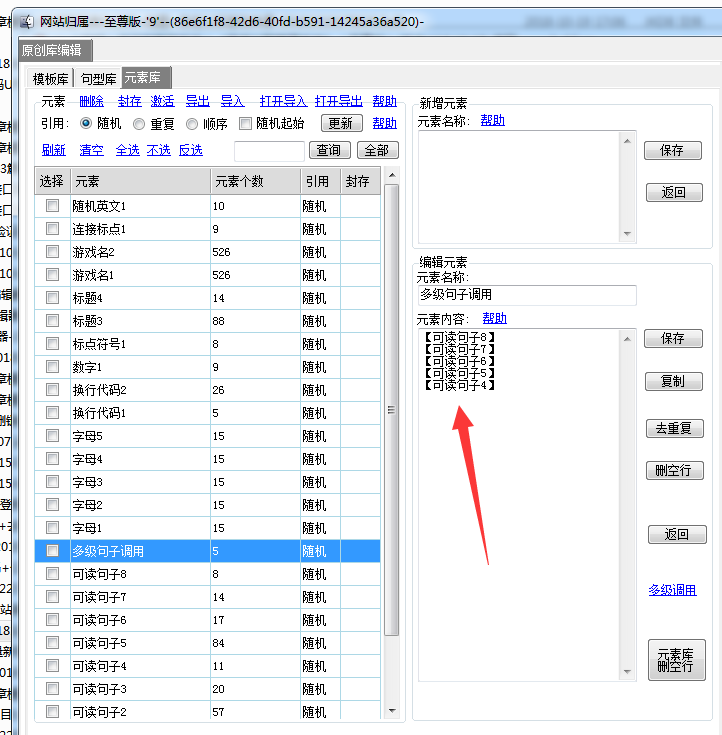 网站归属---至尊版-'9'--(86e6f1f8-42d6-40fd-b591-14245a36a520)-
原创库编辑
模板库 句型库 元素库
元素 删除 封存 激活 导出 导入 打开导入 打开导出 帮助
引用: 随机 重复 顺序 随机起始 更新 帮助
刷新 清空 全选 不选 反选 查询 全部
选择 元素 元素个数 引用 封存
随机英文1 10 随机
连接标点1 9 随机
游戏名2 526 随机
游戏名1 526 随机
标题4 14 随机
标题3 88 随机
标点符号1 8 随机
数字1 9 随机
换行代码2 26 随机
换行代码1 5 随机
字母5 15 随机
字母4 15 随机
字母3 15 随机
字母2 15 随机
字母1 15 随机
多级句子调用 5 随机
可读句子8 8 随机
可读句子7 14 随机
可读句子6 17 随机
可读句子5 84 随机
可读句子4 11 随机
可读句子3 20 随机
可读句子2 57 随机
新增元素
元素名称: 帮助
保存
返回
编辑元素
元素名称:
多级句子调用
元素内容: 帮助
【可读句子8】
【可读句子7】
【可读句子6】
【可读句子5】
【可读句子4】
保存
复制
去重复
删空行
返回
多级调用
元素库
删空行